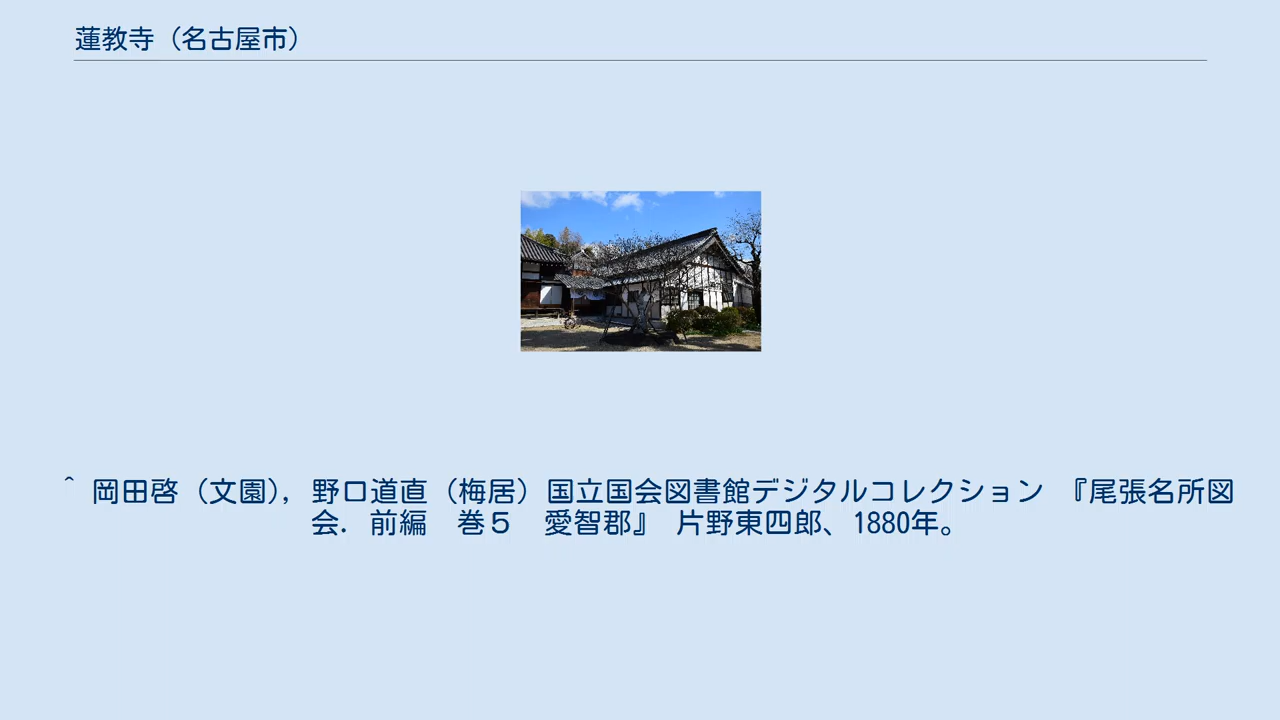 蓮教寺（名古屋市）
^ 岡田啓（文園），野口道直（梅居）国立国会図書館デジタルコレクション　『尾張名所図
会．前編　巻５　愛智郡』 片野東四郎、1880年。